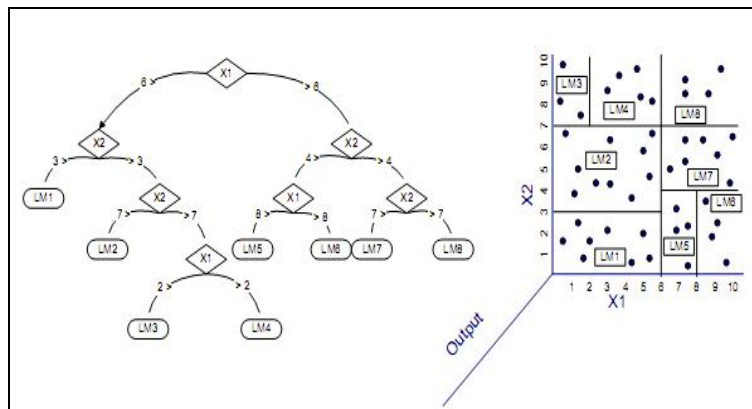 X1
6 >
> 6
X2
X2
3 >
> 3
4 >
> 4
LM1
X2
X1
X2
7 >
> 7
8 >
> 8
7 >
> 7
LM2
X1
LM5
LM6
LM7
LM8
2 >
> 2
LM3
LM4
10
9
8
7
6
5
4
3
2
1
X2
LM3
LM4
LM8
LM2
LM7
LM6
LM5
LM1
1 2 3 4 5 6 7 8 9 10
X1
Output